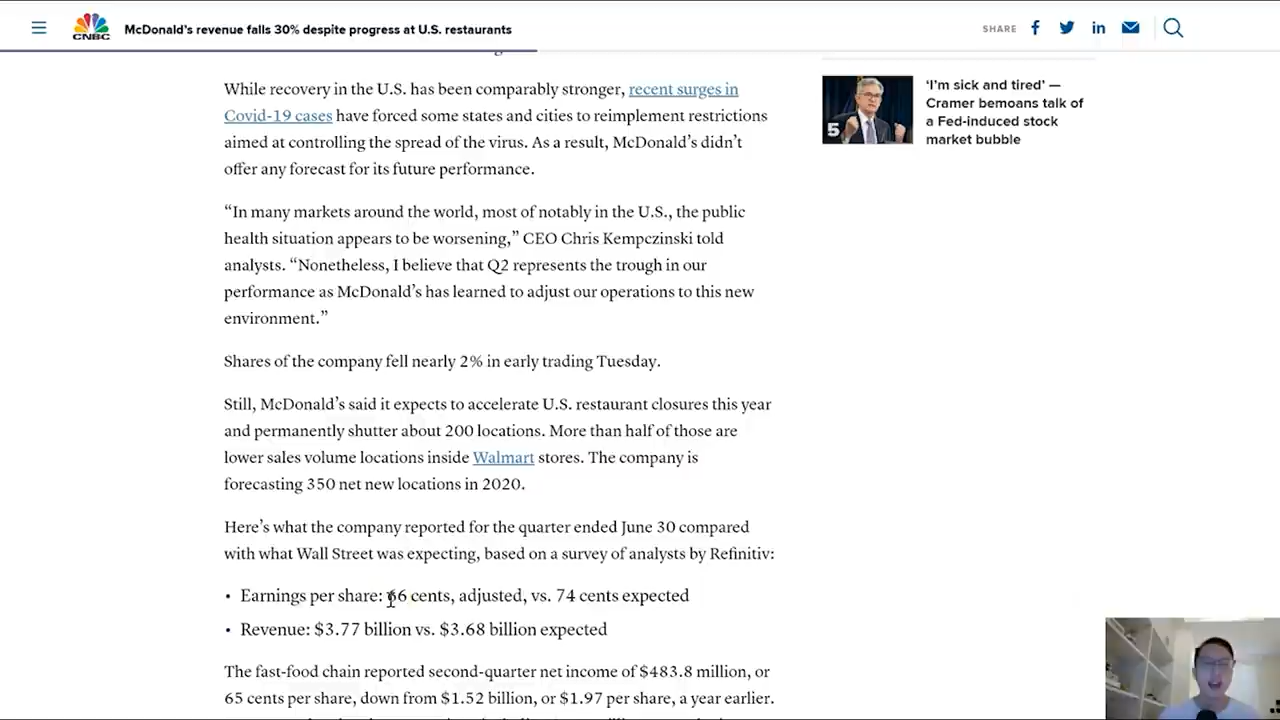 CNBC
McDonald's revenue falls 30% despite progress at U.S. restaurants
SHARE
While recovery in the U.S. has been comparably stronger, recent surges in
Covid-19 cases have forced some states and cities to reimplement restrictions
aimed at controlling the spread of the virus. As a result, McDonald's didn't
offer any forecast for its future performance.
“In many markets around the world, most of notably in the U.S., the public
health situation appears to be worsening,” CEO Chris Kempczinski told
analysts. “Nonetheless, I believe that Q2 represents the trough in our
performance as McDonald's has learned to adjust our operations to this new
environment.”
Shares of the company fell nearly 2% in early trading Tuesday.
Still, McDonald's said it expects to accelerate U.S. restaurant closures this year
and permanently shutter about 200 locations. More than half of those are
lower sales volume locations inside Walmart stores. The company is
forecasting 350 net new locations in 2020.
Here's what the company reported for the quarter ended June 30 compared
with what Wall Street was expecting, based on a survey of analysts by Refinitiv:
• Earnings per share: 66 cents, adjusted, vs. 74 cents expected
• Revenue: $3.77 billion vs. $3.68 billion expected
The fast-food chain reported second-quarter net income of $483.8 million, or
65 cents per share, down from $1.52 billion, or $1.97 per share, a year earlier.
5
‘I'm sick and tired’ —
Cramer bemoans talk of
a Fed-induced stock
market bubble